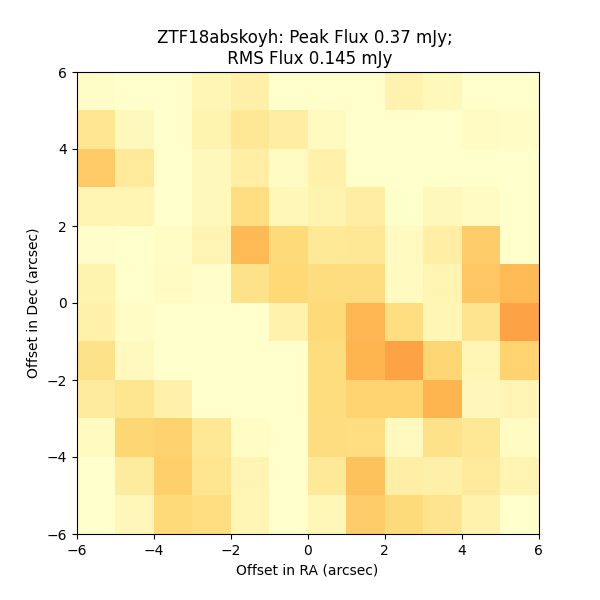 ZTF18abskoyh: Peak Flux 0.37 mJy;
RMS Flux 0.145 mJy
6
4
2
0
−2
−4
−6
Offset in Dec (arcsec)
−6 −4 −2 0 2 4 6
Offset in RA (arcsec)